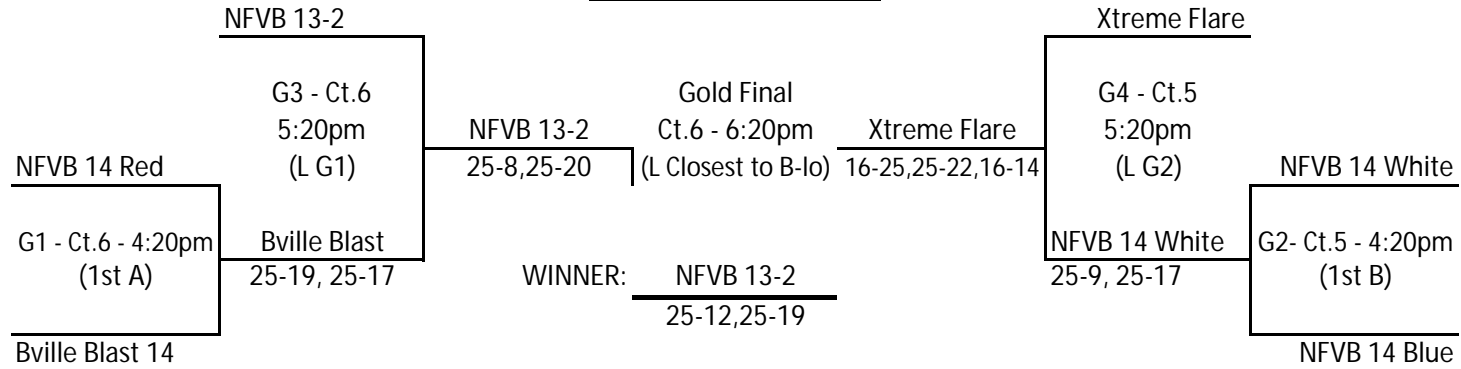 NFVB 13-2
Xtreme Flare
G3 - Ct.6
Gold Final
G4 - Ct.5
5:20pm
NFVB 13-2
Ct.6 - 6:20pm
Xtreme Flare
5:20pm
NFVB 14 Red
(L G1)
25-8,25-20
(L Closest to B-lo)
16-25,25-22,16-14
(L G2)
NFVB 14 White
G1 - Ct.6 - 4:20pm
Bville Blast
NFVB 14 White
G2- Ct.5 - 4:20pm
(1st A)
25-19, 25-17
WINNER:
NFVB 13-2
25-9, 25-17
(1st B)
25-12,25-19
Bville Blast 14
NFVB 14 Blue